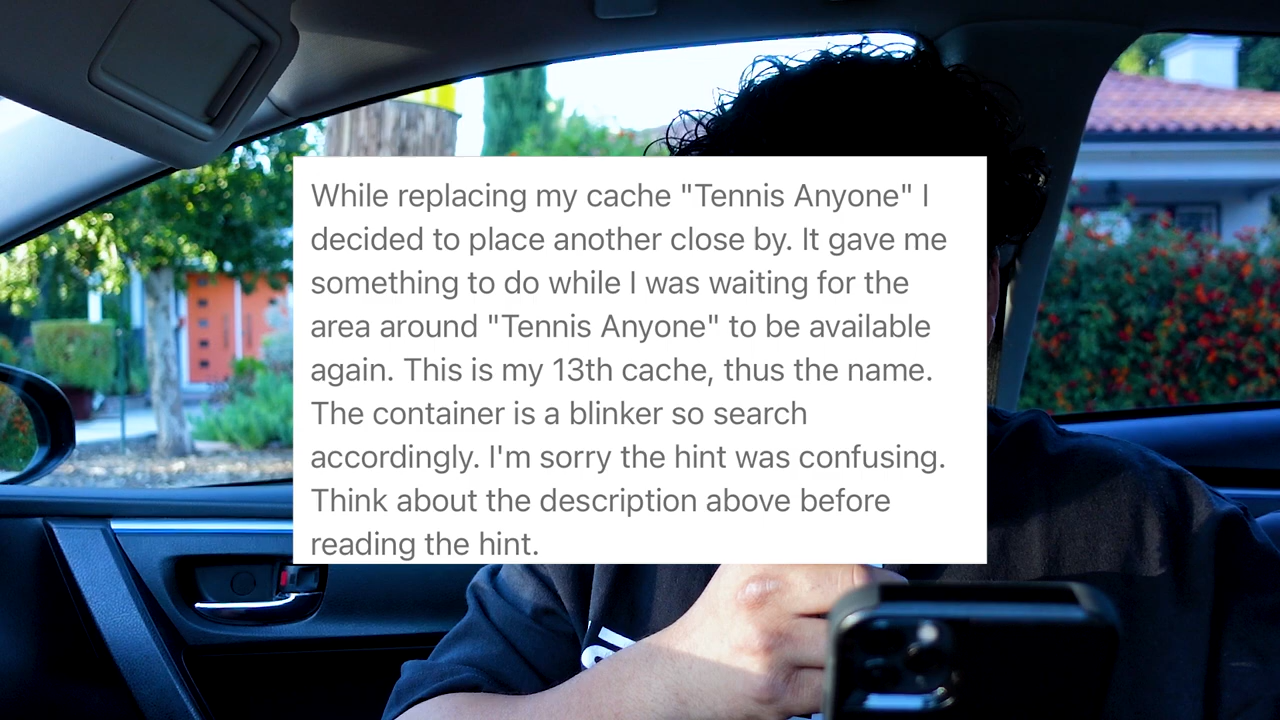 While replacing my cache "Tennis Anyone" I
decided to place another close by. It gave me
something to do while I was waiting for the
area around "Tennis Anyone" to be available
again. This is my 13th cache, thus the name.
The container is a blinker so search
accordingly. I'm sorry the hint was confusing.
Think about the description above before
reading the hint.